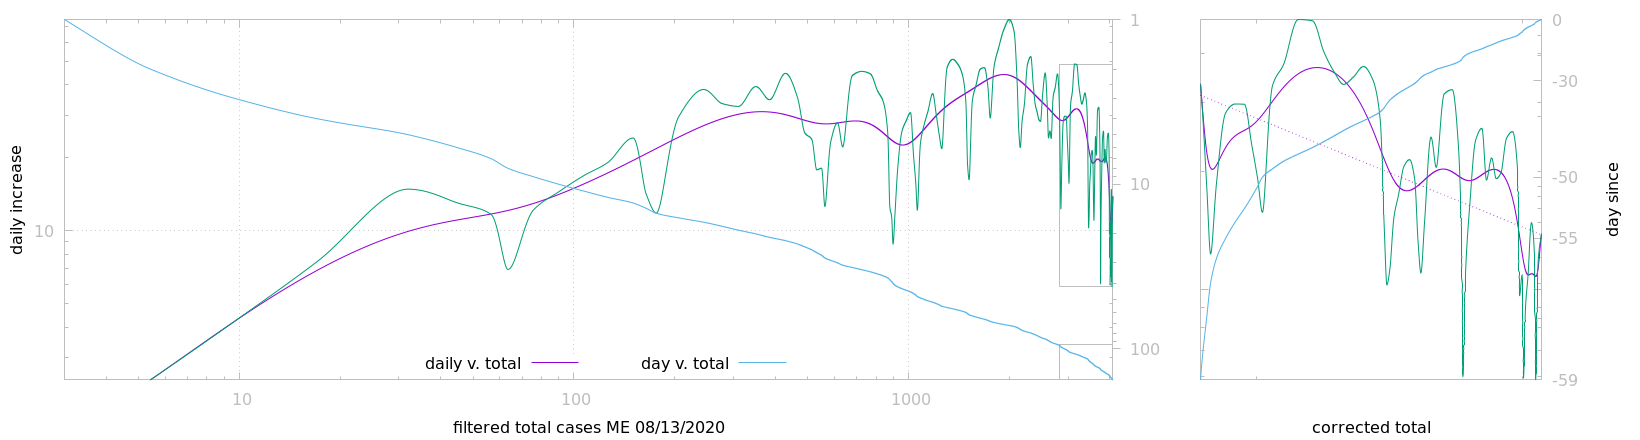 daily increase
10
daily v. total
day v. total
10
100
1000
filtered total cases ME 08/13/2020
1
10
100
0
-30
-50
-55
-59
day since
corrected total